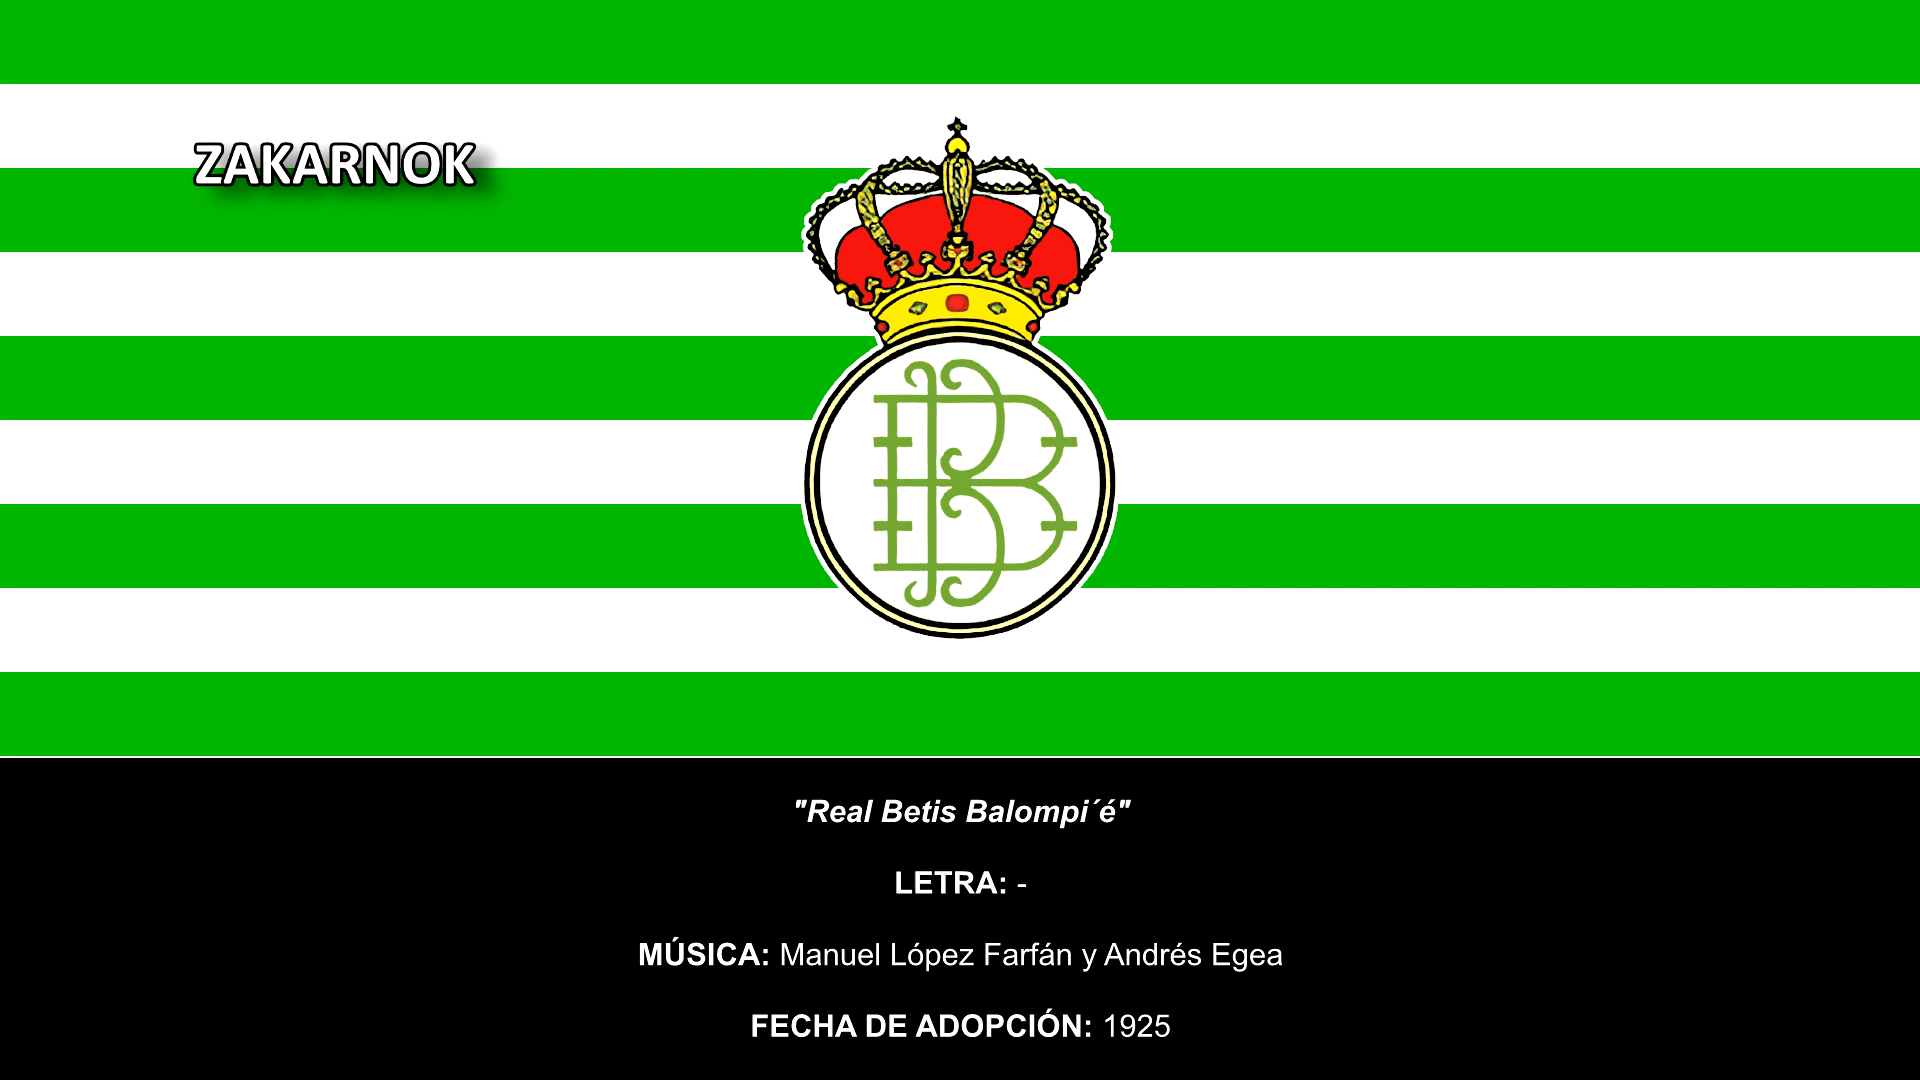 ZAKARNOK
"Real Betis Balompi´é"
LETRA: -
MÚSICA: Manuel López Farfán y Andrés Egea
FECHA DE ADOPCIÓN: 1925